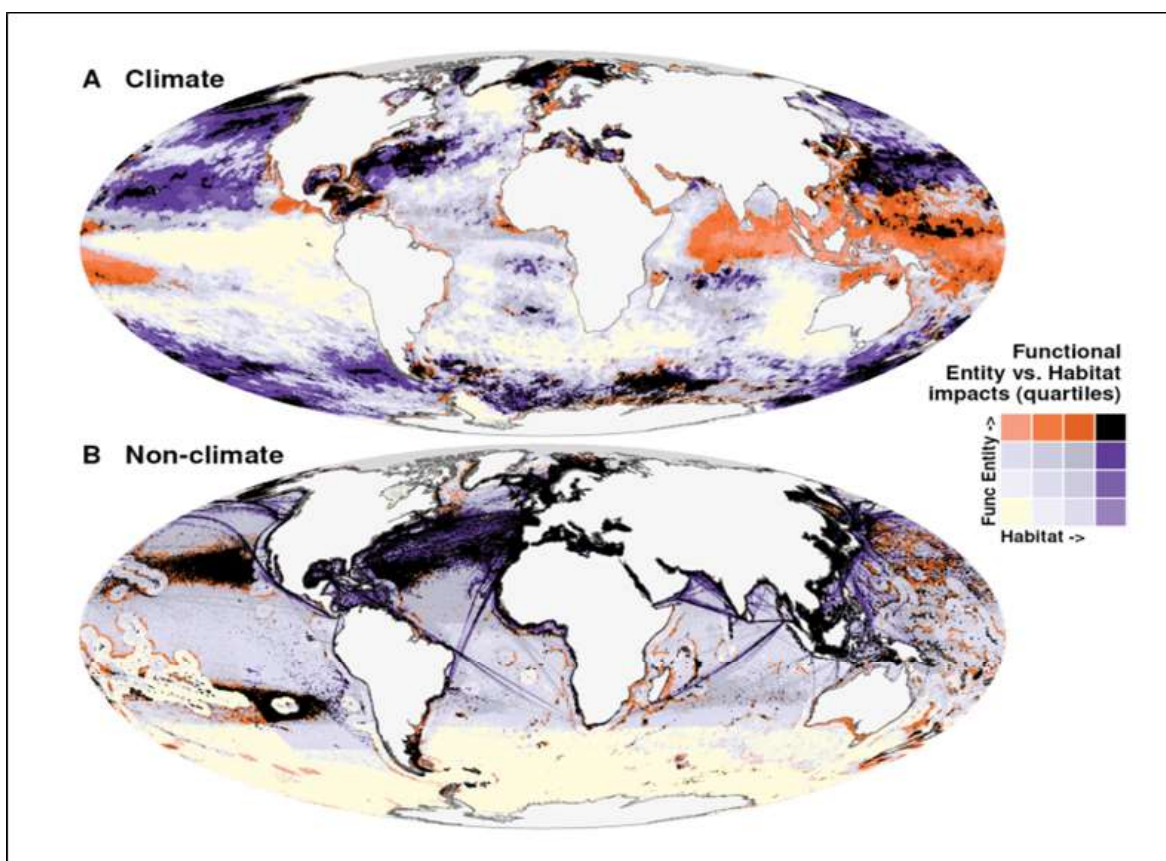 A Climate
Functional
Entity vs. Habitat
impacts (quartiles)
Func Entity ->
Habitat ->
B Non-climate